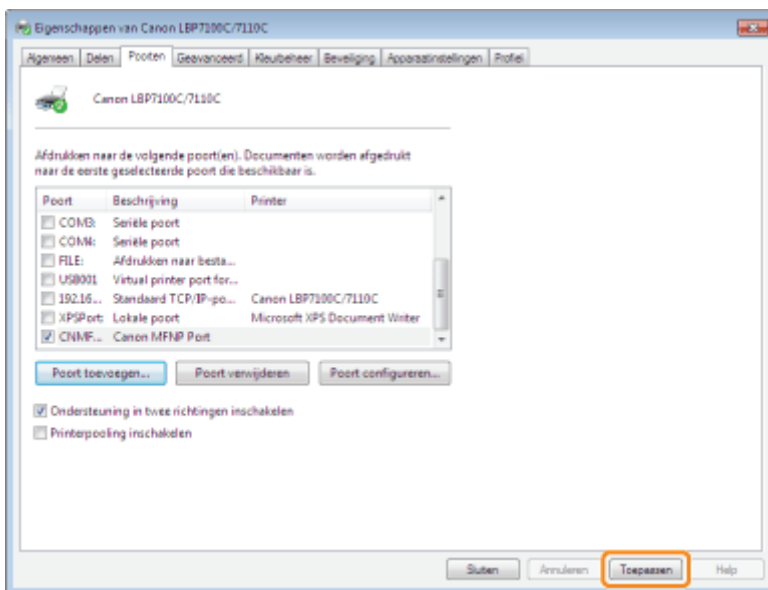 Eigenschappen van Canon LBP7100C/7110C
Algemeen Delen Poorten Geavanceerd Kleurbeheer Beveiliging Apparaatinstellingen Profiel
Canon LBP7100C/7110C
Afdrukken naar de volgende poort(en). Documenten worden afgedrukt
naar de eerste geselecteerde poort die beschikbaar is.
Poort Beschrijving Printer
COM3: Seriële poort
COM4: Seriële poort
FILE: Afdrukken naar besta...
USB001 Virtual printer port for...
192.16... Standaard TCP/IP-po... Canon LBP7100C/7110C
XPSPort: Lokale poort Microsoft XPS Document Writer
CNMF... Canon MFNP Port
Poort toevoegen... Poort verwijderen Poort configureren...
Ondersteuning in twee richtingen inschakelen
Printerpooling inschakelen
Sluiten Annuleren Toepassen Help